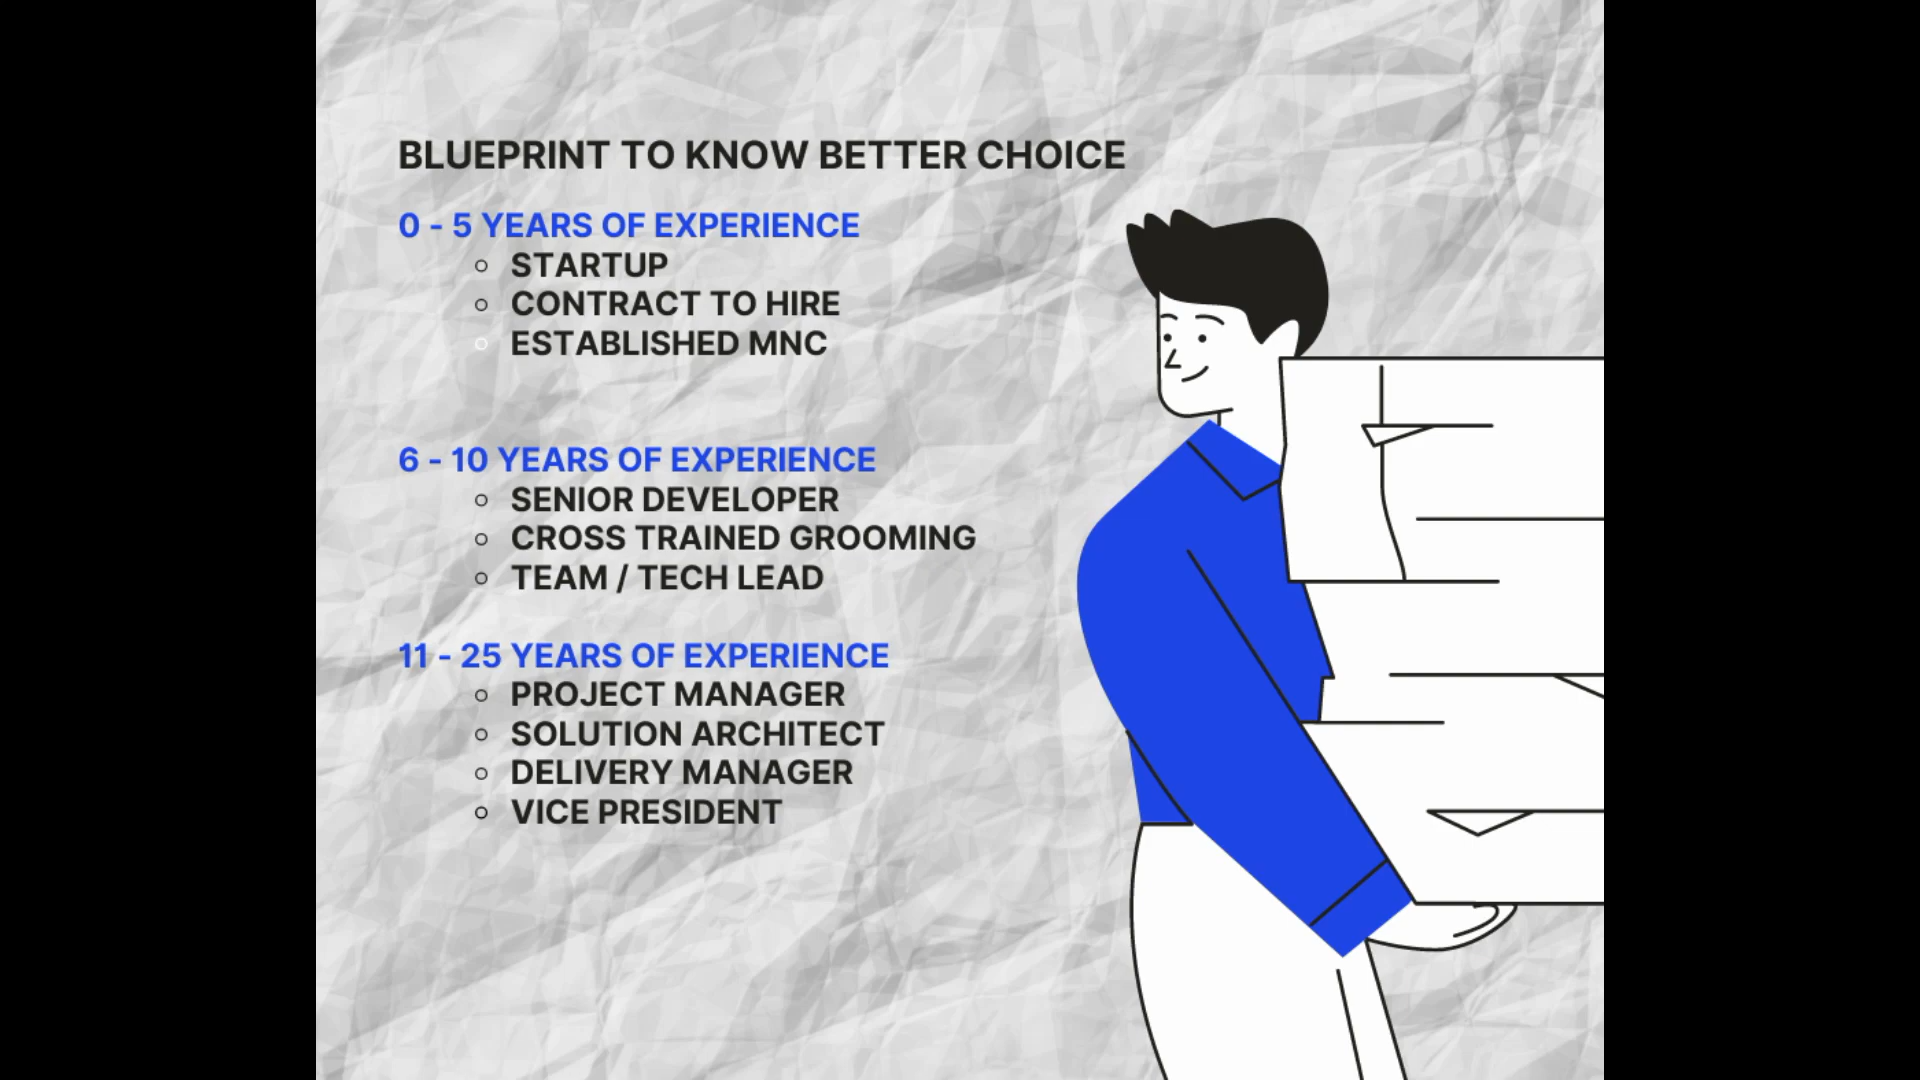 BLUEPRINT TO KNOW BETTER CHOICE
0 - 5 YEARS OF EXPERIENCE
STARTUP
CONTRACT TO HIRE
ESTABLISHED MNC
6 - 10 YEARS OF EXPERIENCE
SENIOR DEVELOPER
CROSS TRAINED GROOMING
TEAM / TECH LEAD
11 - 25 YEARS OF EXPERIENCE
PROJECT MANAGER
SOLUTION ARCHITECT
DELIVERY MANAGER
VICE PRESIDENT